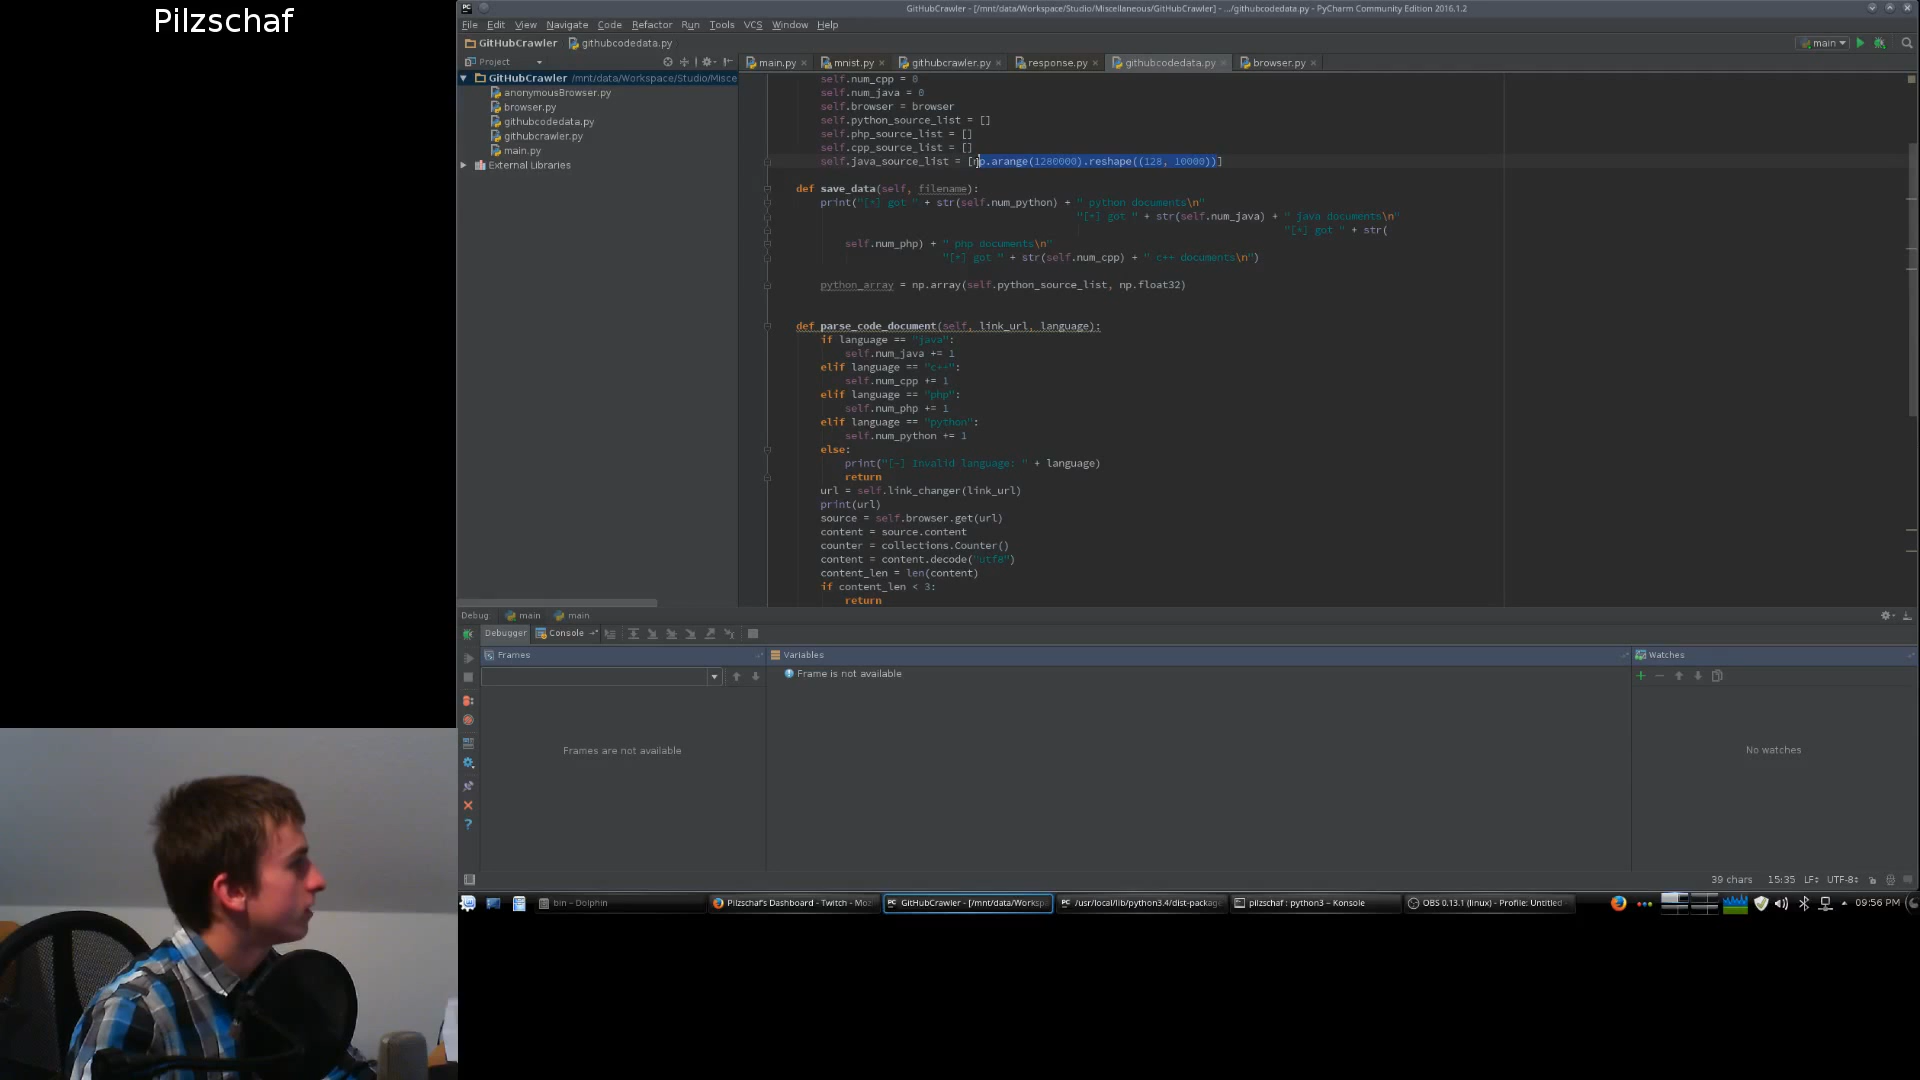 Pilzschaf
GitHubCrawler - [/mnt/data/Workspace/Studio/Miscellaneous/GitHubCrawler] - .../githubcodedata.py - PyCharm Community Edition 2016.1.2
File Edit View Navigate Code Refactor Run Tools VCS Window Help
GitHubCrawler githubcodedata.py main
Project main.py mnist.py githubcrawler.py response.py githubcodedata.py browser.py
GitHubCrawler /mnt/data/Workspace/Studio/Misce
anonymousBrowser.py
browser.py
githubcodedata.py
githubcrawler.py
main.py
External Libraries
self.num_cpp = 0
self.num_java = 0
self.browser = browser
self.python_source_list = []
self.php_source_list = []
self.cpp_source_list = []
self.java_source_list = [np.arange(1280000).reshape((128, 10000))]
def save_data(self, filename):
print("[+] got " + str(self.num_python) + " python documents\n"
"[+] got " + str(self.num_java) + " java documents\n"
"[+] got " + str(
self.num_php) + " php documents\n"
"[+] got " + str(self.num_cpp) + " c++ documents\n")
python_array = np.array(self.python_source_list, np.float32)
def parse_code_document(self, link_url, language):
if language == "java":
self.num_java += 1
elif language == "c++":
self.num_cpp += 1
elif language == "php":
self.num_php += 1
elif language == "python":
self.num_python += 1
else:
print("[-] Invalid language: " + language)
return
url = self.link_changer(link_url)
print(url)
source = self.browser.get(url)
content = source.content
counter = collections.Counter()
content = content.decode("utf8")
content_len = len(content)
if content_len < 3:
return
Debug: main main
Debugger Console
Frames Variables Watches
Frame is not available
Frames are not available
No watches
39 chars 15:35 LF UTF-8
bin – Dolphin Pilzschaf's Dashboard - Twitch - Moz GitHubCrawler - [/mnt/data/Worksp /usr/local/lib/python3.4/dist-package pilzschaf : python3 – Konsole OBS 0.13.1 (linux) - Profile: Untitled - 09:56 PM